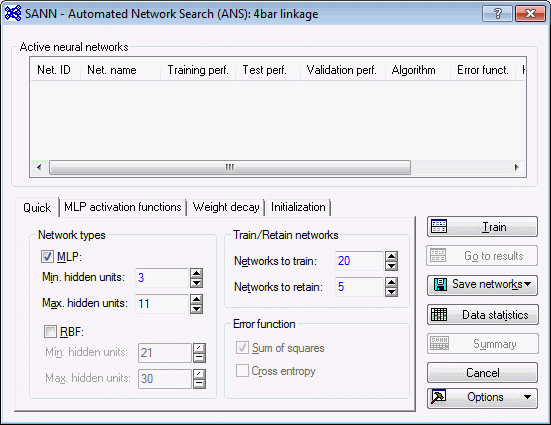 SANN - Automated Network Search (ANS): 4bar linkage
Active neural networks
Net. ID Net. name Training perf. Test perf. Validation perf. Algorithm Error funct.
Quick MLP activation functions Weight decay Initialization
Network types
MLP:
Min. hidden units: 3
Max. hidden units: 11
RBF:
Min. hidden units: 21
Max. hidden units: 30
Train/Retain networks
Networks to train: 20
Networks to retain: 5
Error function
Sum of squares
Cross entropy
Train
Go to results
Save networks
Data statistics
Summary
Cancel
Options